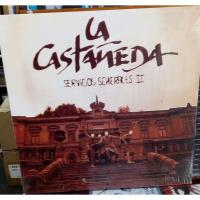 LA
CASTAÑEDA
SERVICIOS GENERALES II